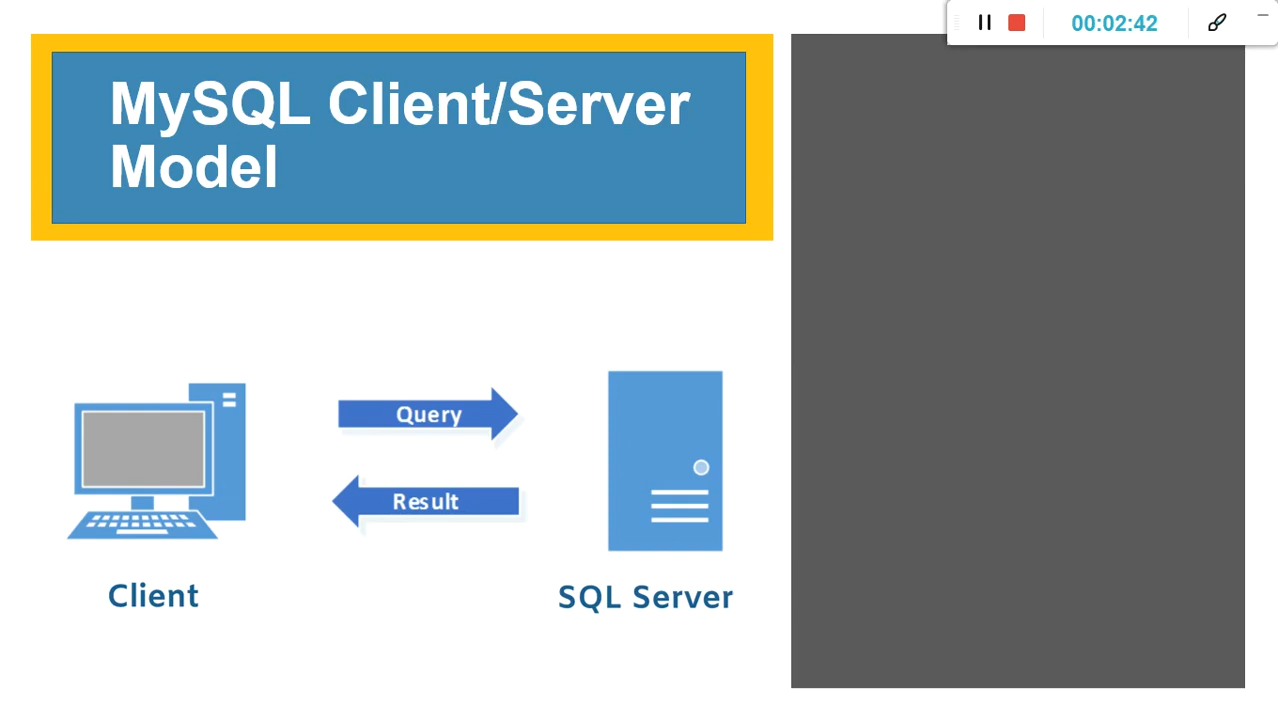 00:02:42
MySQL Client/Server
Model
Query
Result
Client
SQL Server